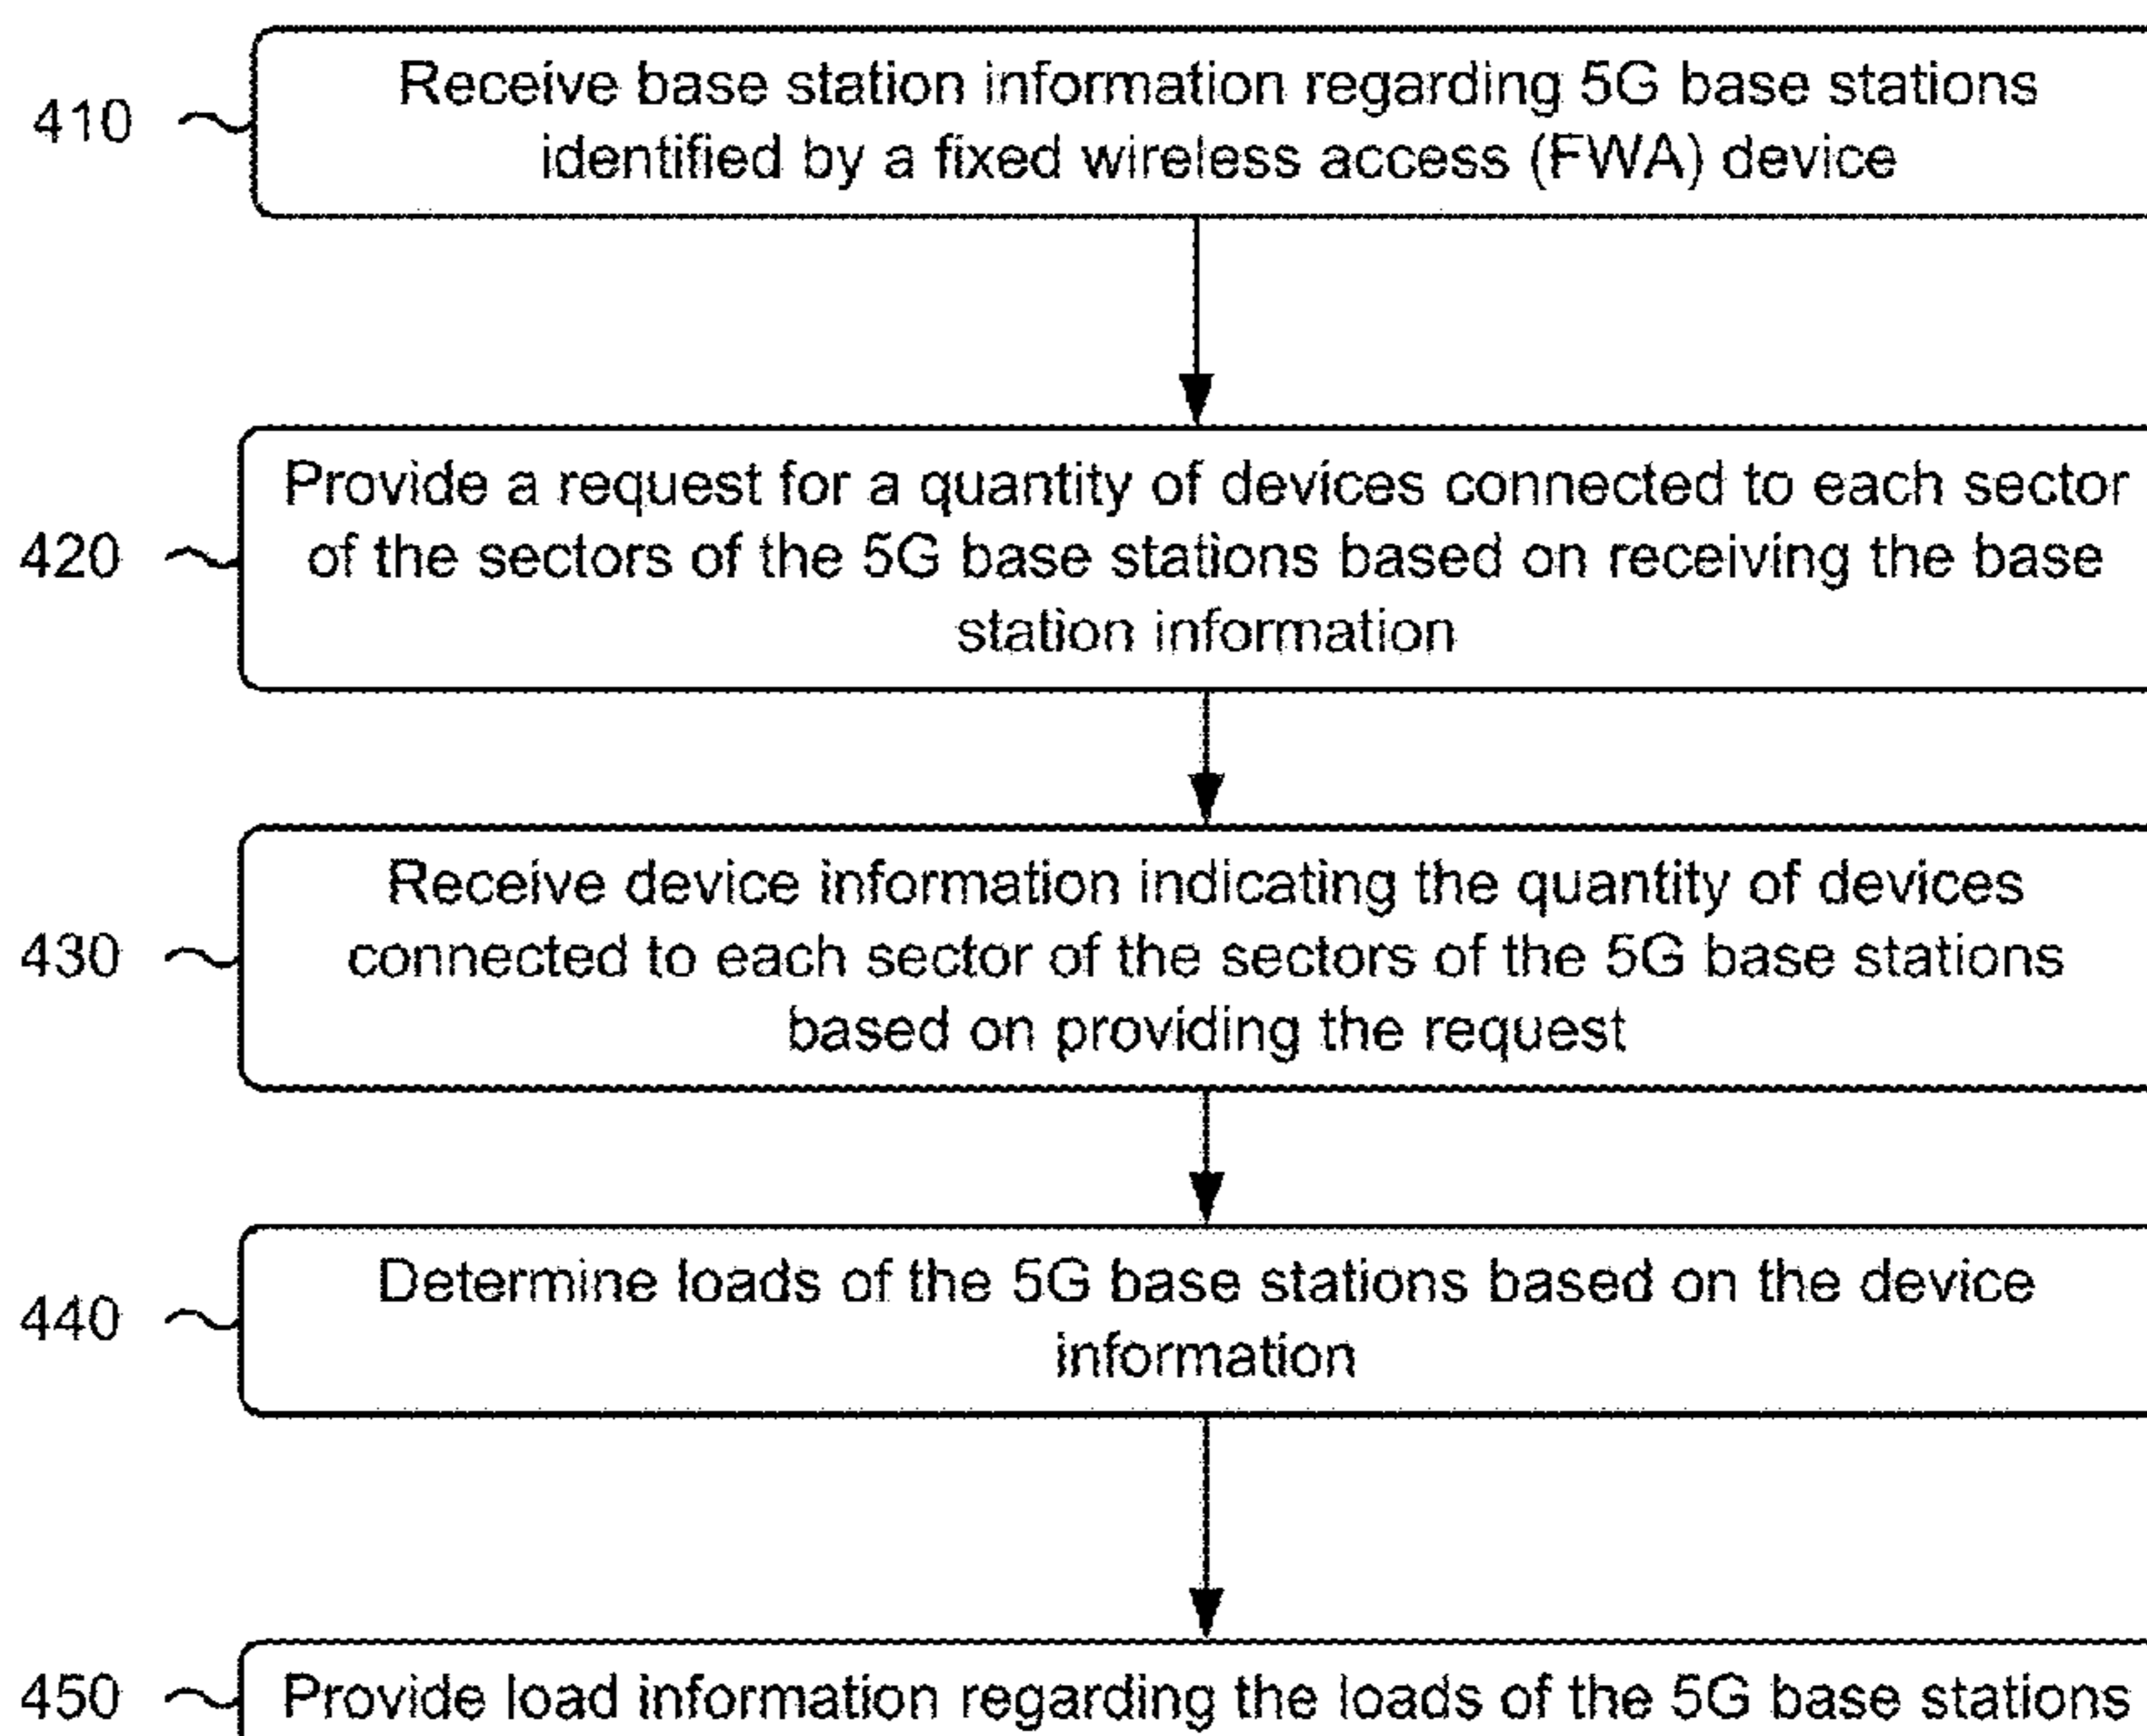 410
Receive base station information regarding 5G base stations
identified by a fixed wireless access (FWA) device
420
Provide a request for a quantity of devices connected to each sector
of the sectors of the 5G base stations based on receiving the base
station information
430
Receive device information indicating the quantity of devices
connected to each sector of the sectors of the 5G base stations
based on providing the request
440
Determine loads of the 5G base stations based on the device
information
450
Provide load information regarding the loads of the 5G base stations